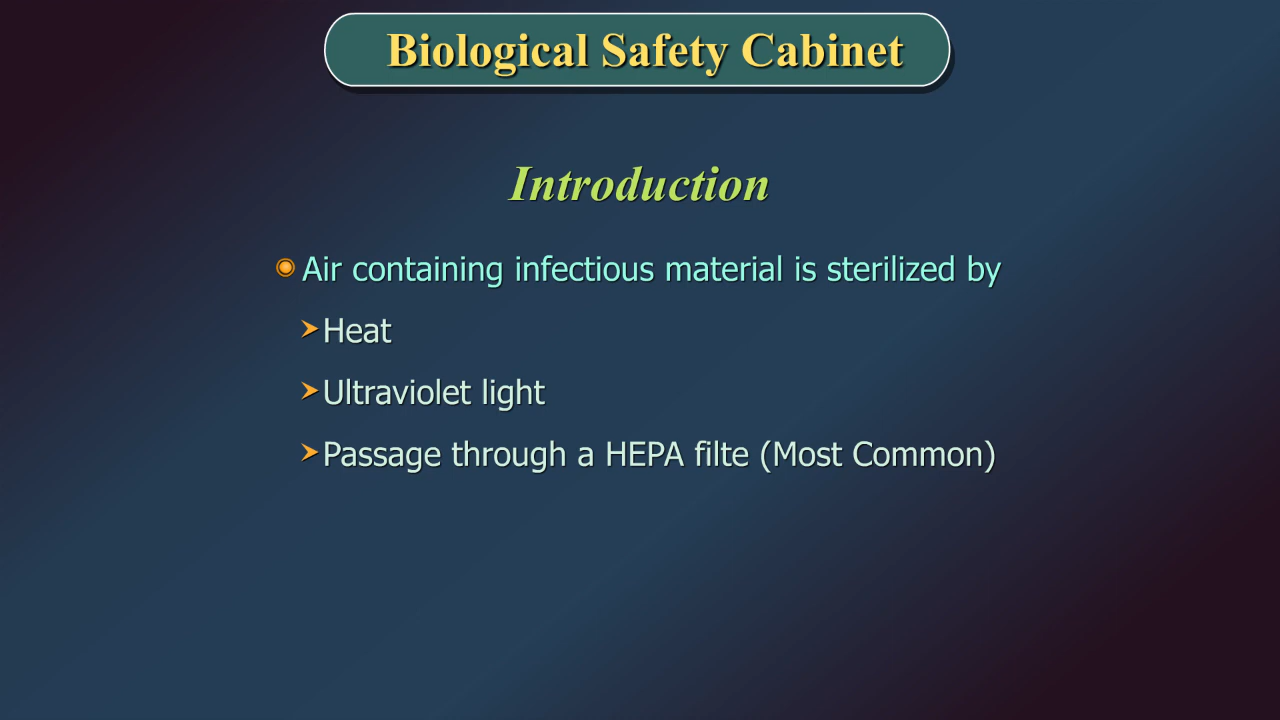 Biological Safety Cabinet
Introduction
Air containing infectious material is sterilized by
Heat
Ultraviolet light
Passage through a HEPA filte (Most Common)